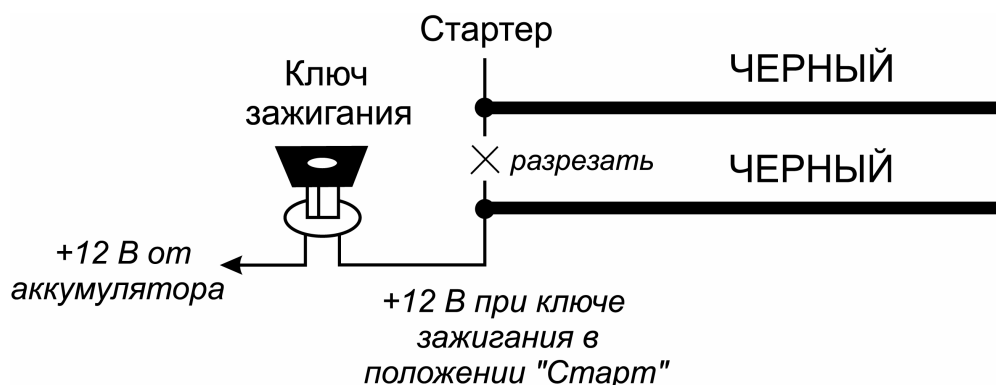 Стартер
Ключ
зажигания
ЧЕРНЫЙ
разрезать
ЧЕРНЫЙ
+12 В от
аккумулятора
+12 В при ключе
зажигания в
положении "Старт"